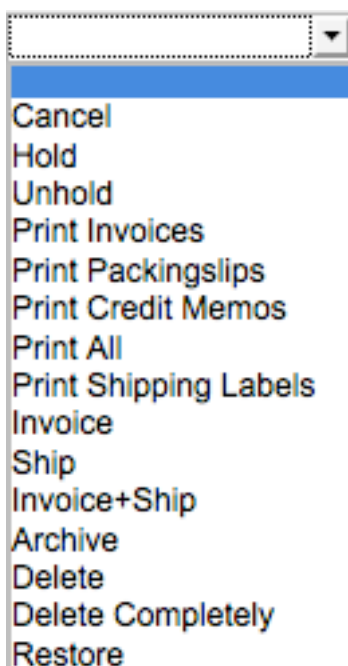 Cancel
Hold
Unhold
Print Invoices
Print Packingslips
Print Credit Memos
Print All
Print Shipping Labels
Invoice
Ship
Invoice+Ship
Archive
Delete
Delete Completely
Restore